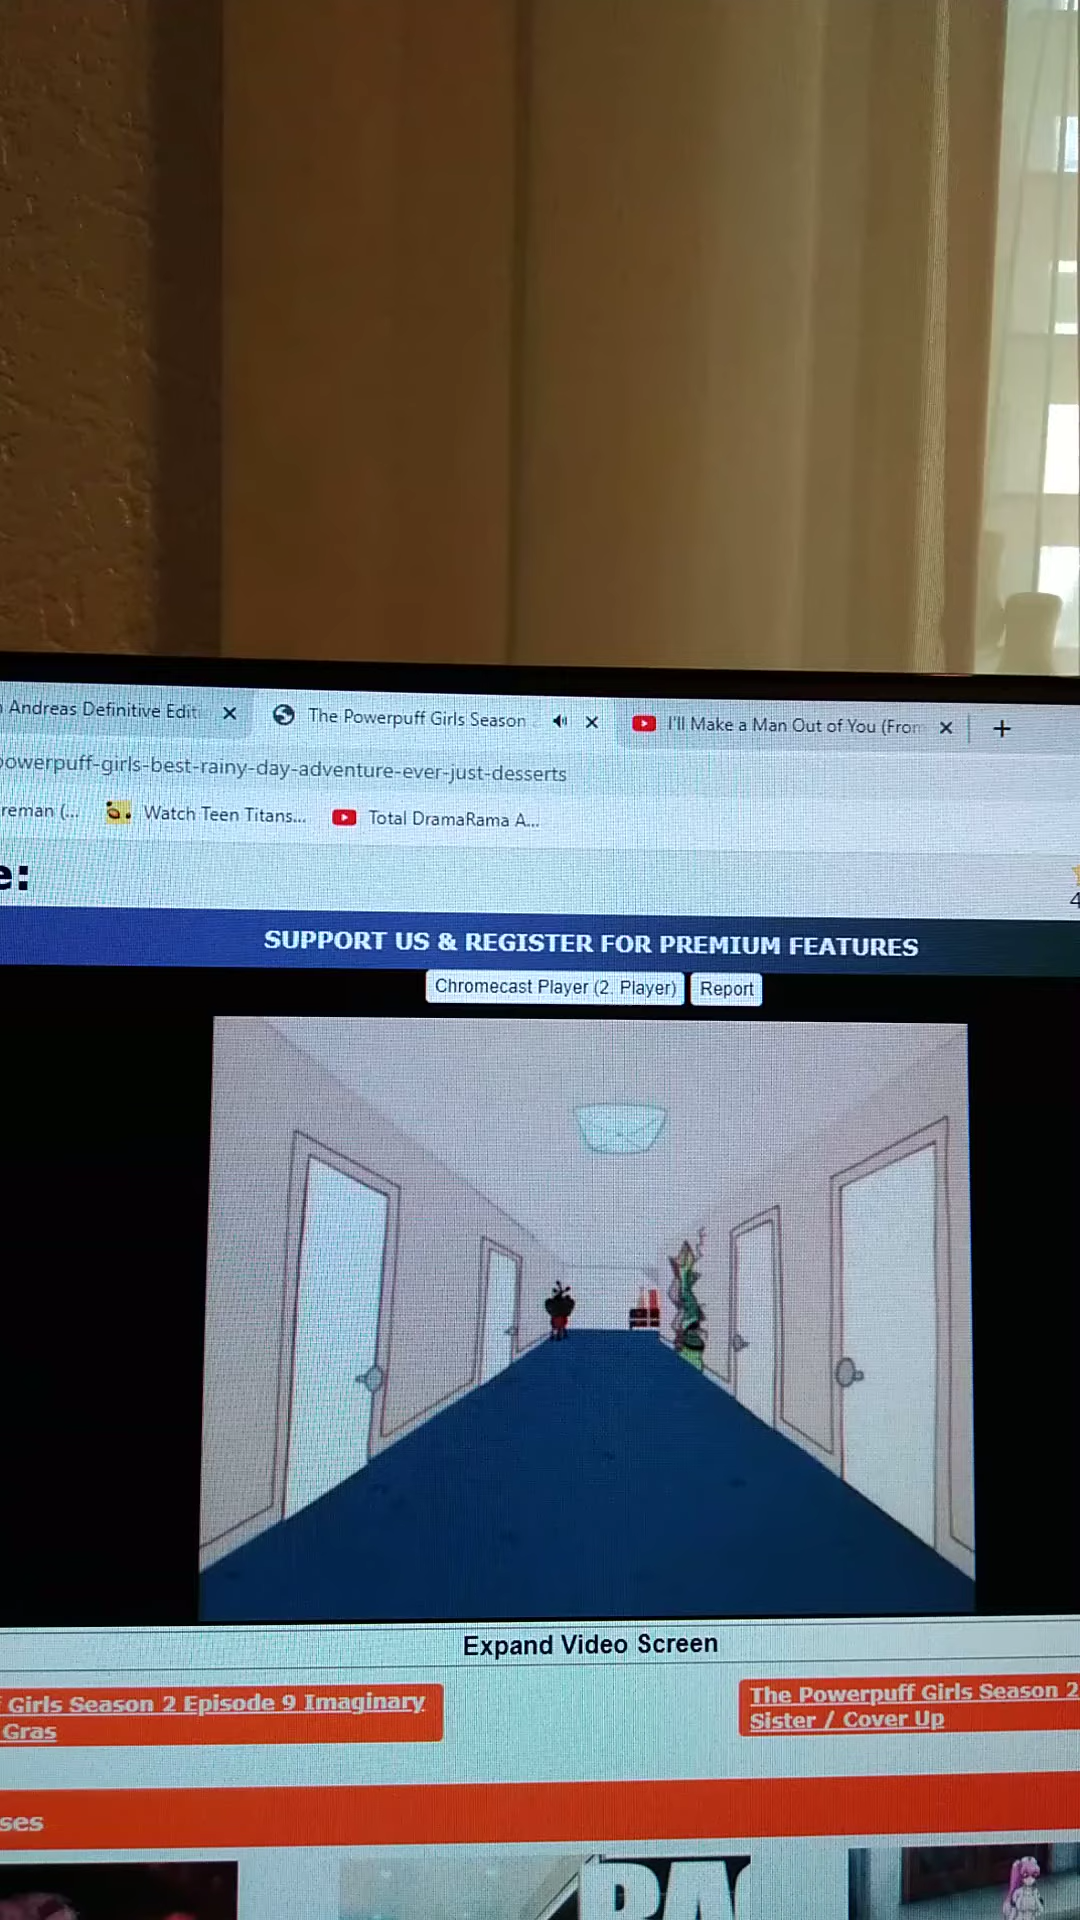 Andreas Definitive Editi
The Powerpuff Girls Season
I'll Make a Man Out of You (From
powerpuff-girls-best-rainy-day-adventure-ever-just-desserts
reman (...
Watch Teen Titans...
Total DramaRama A...
e:
4
SUPPORT US & REGISTER FOR PREMIUM FEATURES
Chromecast Player (2. Player)
Report
Expand Video Screen
Girls Season 2 Episode 9 Imaginary
Gras
The Powerpuff Girls Season 2
Sister / Cover Up
ses